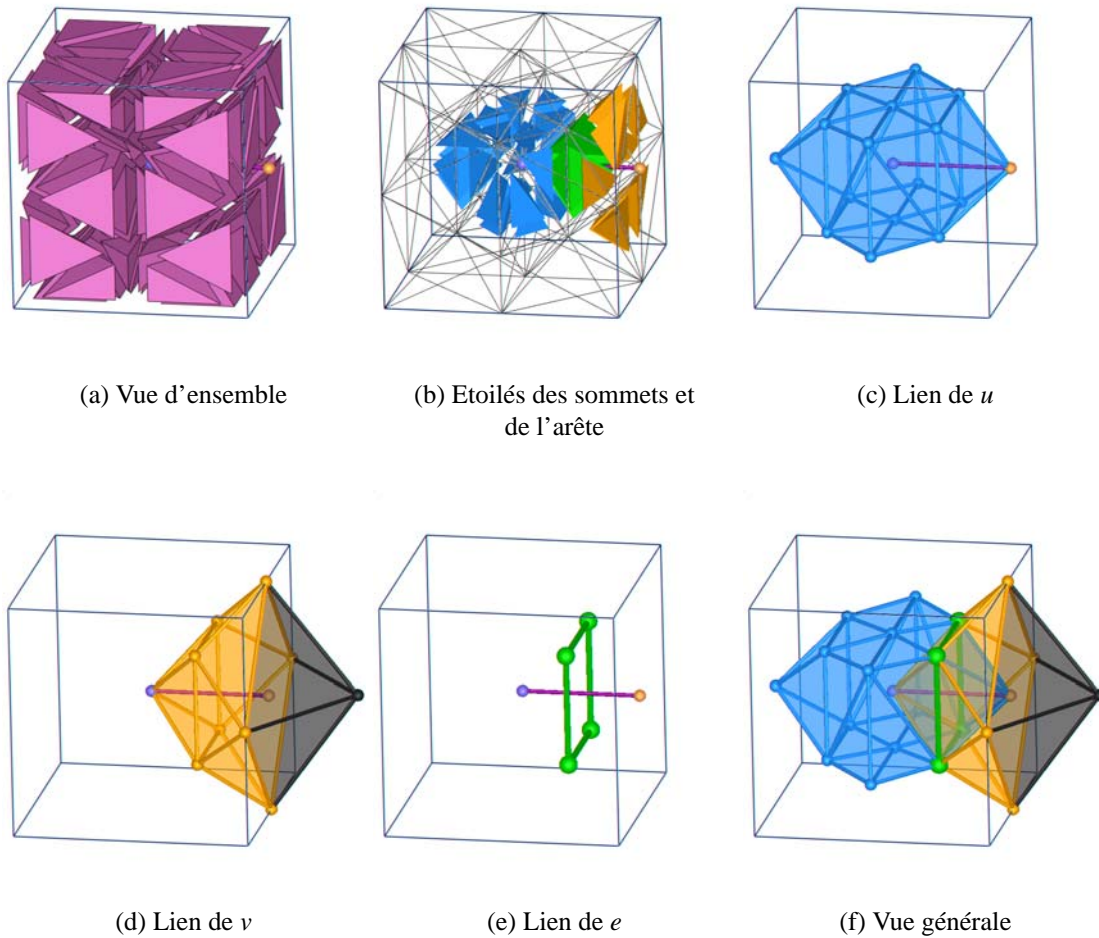 (a) Vue d'ensemble
(b) Etoilés des sommets et
de l'arête
(c) Lien de u
(d) Lien de v
(e) Lien de e
(f) Vue générale